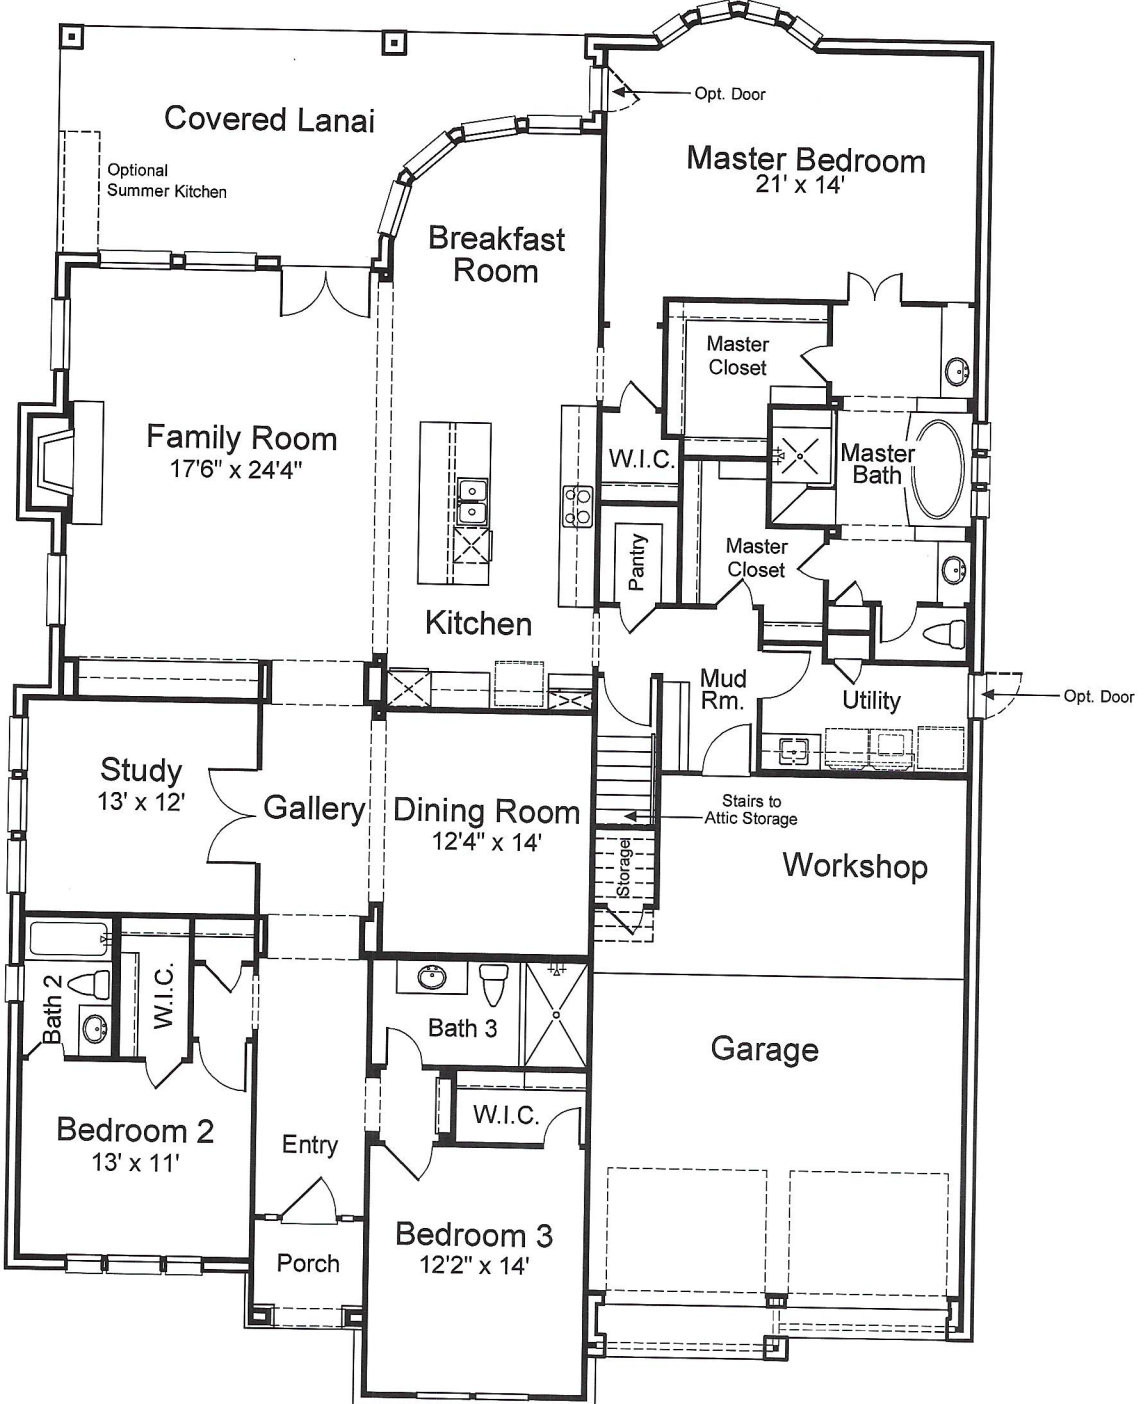 Covered Lanai
Optional
Summer Kitchen
Opt. Door
Master Bedroom
21' x 14'
Breakfast
Room
Master
Closet
Family Room
17'6" x 24'4"
W.I.C.
Master
Bath
Pantry
Master
Closet
Kitchen
Mud
Rm.
Utility
Opt. Door
Study
13' x 12'
Gallery
Dining Room
12'4" x 14'
Stairs to
Attic Storage
Storage
Workshop
Bath 2
W.I.C.
Bath 3
Garage
W.I.C.
Bedroom 2
13' x 11'
Entry
Bedroom 3
12'2" x 14'
Porch